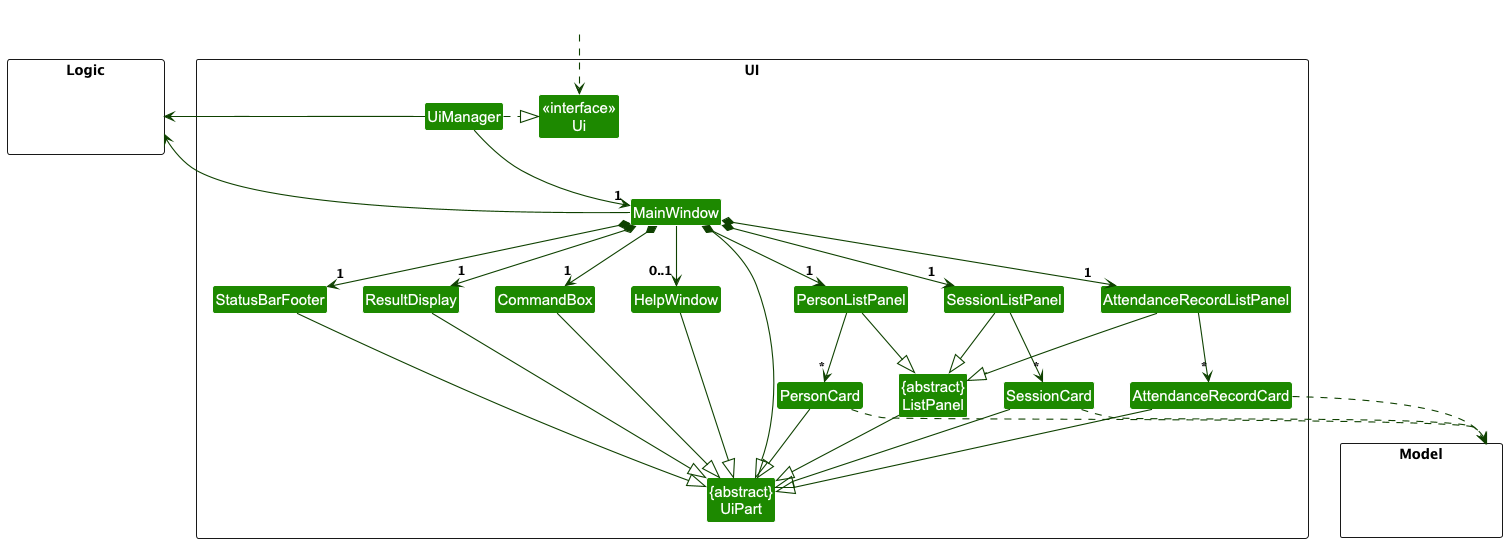 Logic
UI
UiManager
«interface»
Ui
1
MainWindow
1
1
1
0..1
1
1
1
StatusBarFooter
ResultDisplay
CommandBox
HelpWindow
PersonListPanel
SessionListPanel
AttendanceRecordListPanel
*
*
*
PersonCard
{abstract}
ListPanel
SessionCard
AttendanceRecordCard
Model
{abstract}
UiPart